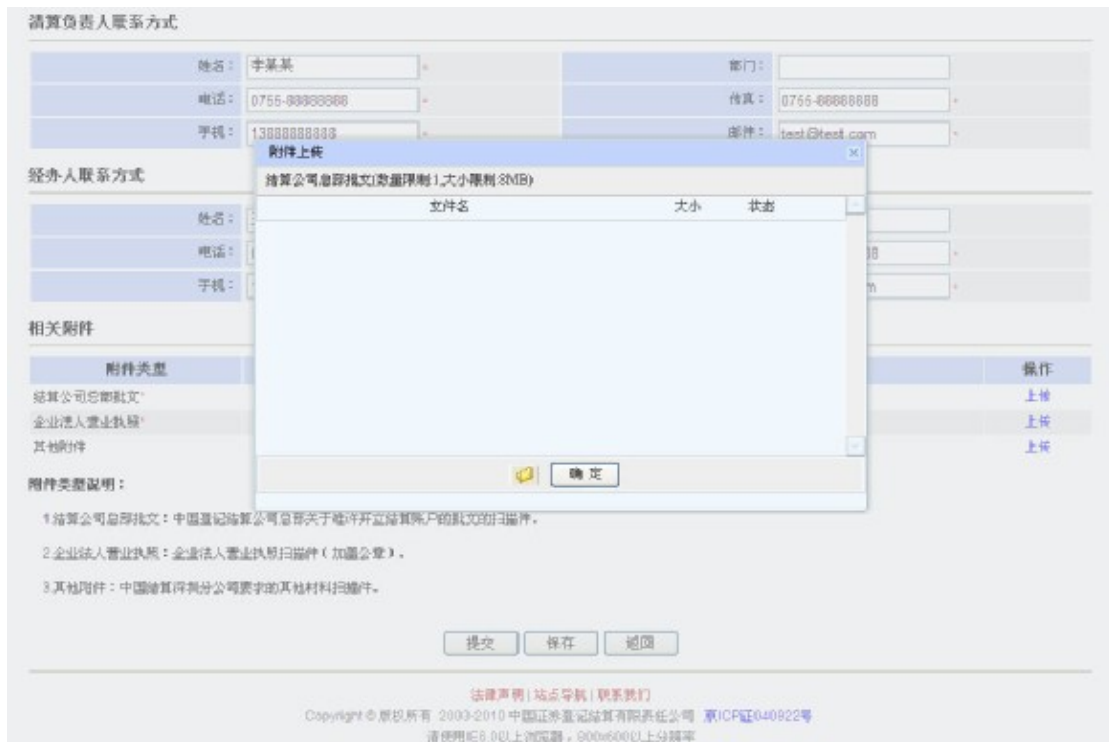 清算负责人联系方式
姓名： 李某某 * 部门：
电话： 0755-88888888 * 传真： 0755-88888888 *
手机： 13888888888 * 邮件： test@test.com *
附件上传
结算公司总部批文(数量限制:1,大小限制:8MB)
文件名 大小 状态
确 定
经办人联系方式
姓名：
电话： 88 *
手机： m *
相关附件
附件类型 操作
结算公司总部批文* 上传
企业法人营业执照* 上传
其他附件 上传
附件类型说明：
1.结算公司总部批文：中国登记结算公司总部关于准许开立结算账户的批文的扫描件。
2.企业法人营业执照：企业法人营业执照扫描件（加盖公章）。
3.其他附件：中国结算深圳分公司要求的其他材料扫描件。
提交 保存 返回
法律声明 | 站点导航 | 联系我们
Copyright © 版权所有 2003-2010 中国证券登记结算有限责任公司 京ICP证040922号
请使用IE6.0以上浏览器，800x600以上分辨率